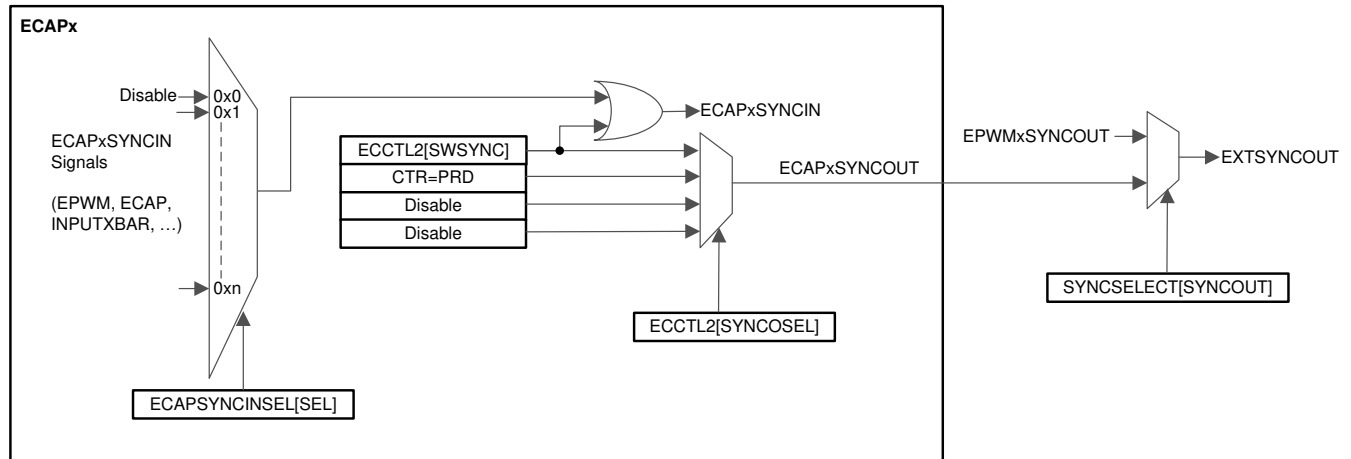 ECAPx
Disable
0x0
0x1
ECAPxSYNCIN
Signals
(EPWM, ECAP,
INPUTXBAR, …)
0xn
ECAPSYNCINSEL[SEL]
ECAPxSYNCIN
ECCTL2[SWSYNC]
CTR=PRD
Disable
Disable
ECAPxSYNCOUT
ECCTL2[SYNCOSEL]
EPWMxSYNCOUT
EXTSYNCOUT
SYNCSELECT[SYNCOUT]